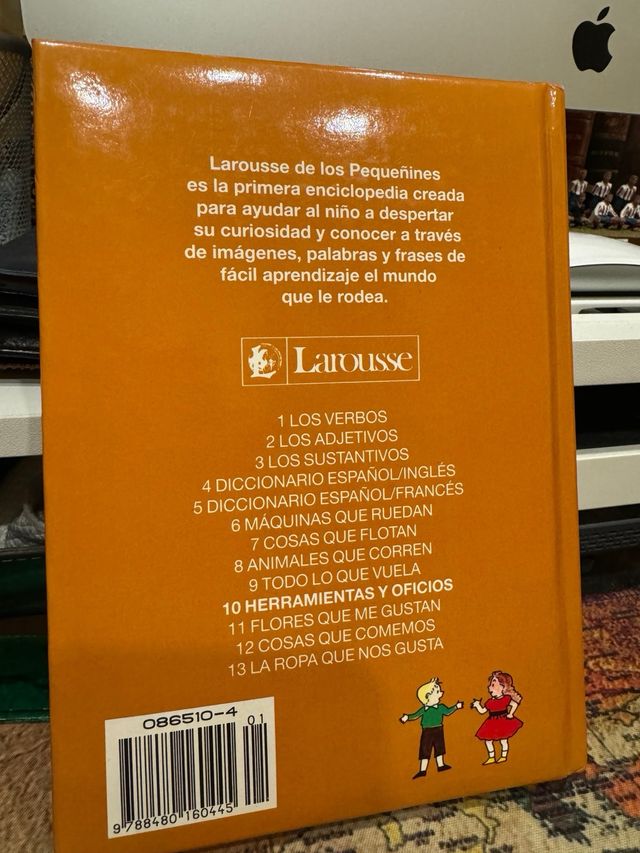 Larousse de los Pequeñines
es la primera enciclopedia creada
para ayudar al niño a despertar
su curiosidad y conocer a través
de imágenes, palabras y frases de
fácil aprendizaje el mundo
que le rodea.
LAROUSSE
1 LOS VERBOS
2 LOS ADJETIVOS
3 LOS SUSTANTIVOS
4 DICCIONARIO ESPAÑOL/INGLÉS
5 DICCIONARIO ESPAÑOL/FRANCÉS
6 MÁQUINAS QUE RUEDAN
7 COSAS QUE FLOTAN
8 ANIMALES QUE CORREN
9 TODO LO QUE VUELA
10 HERRAMIENTAS Y OFICIOS
11 FLORES QUE ME GUSTAN
12 COSAS QUE COMEMOS
13 LA ROPA QUE NOS GUSTA
086510-4
01
9 788480 160445